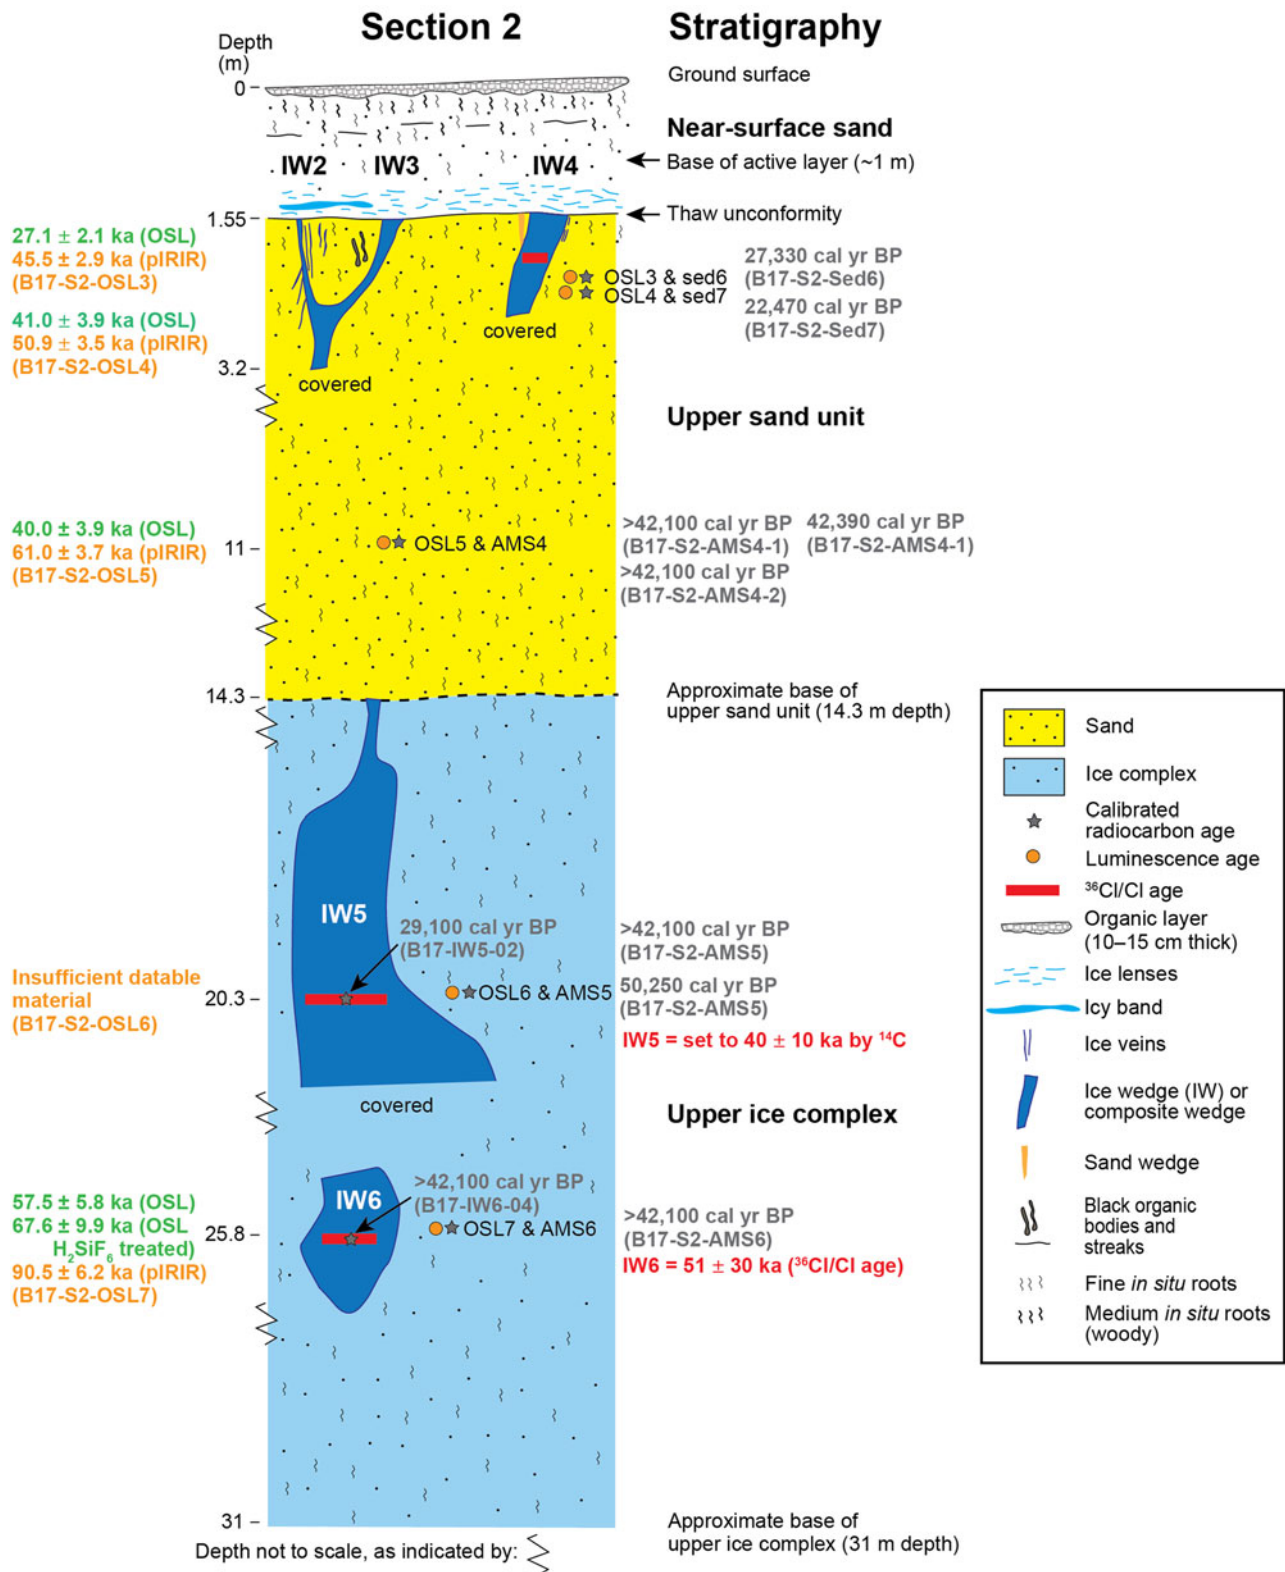 Section 2
Stratigraphy
Depth
(m)
Ground surface
0
Near-surface sand
IW2
IW3
IW4
Base of active layer (~1 m)
1.55
Thaw unconformity
27.1 ± 2.1 ka (OSL)
45.5 ± 2.9 ka (pIRIR)
(B17-S2-OSL3)
OSL3 & sed6
OSL4 & sed7
27,330 cal yr BP
(B17-S2-Sed6)
22,470 cal yr BP
(B17-S2-Sed7)
41.0 ± 3.9 ka (OSL)
50.9 ± 3.5 ka (pIRIR)
(B17-S2-OSL4)
covered
3.2
covered
Upper sand unit
40.0 ± 3.9 ka (OSL)
61.0 ± 3.7 ka (pIRIR)
(B17-S2-OSL5)
11
OSL5 & AMS4
>42,100 cal yr BP
(B17-S2-AMS4-1)
42,390 cal yr BP
(B17-S2-AMS4-1)
>42,100 cal yr BP
(B17-S2-AMS4-2)
14.3
Approximate base of
upper sand unit (14.3 m depth)
IW5
29,100 cal yr BP
(B17-IW5-02)
>42,100 cal yr BP
(B17-S2-AMS5)
Insufficient datable
material
(B17-S2-OSL6)
20.3
OSL6 & AMS5
50,250 cal yr BP
(B17-S2-AMS5)
IW5 = set to 40 ± 10 ka by 14C
covered
Upper ice complex
57.5 ± 5.8 ka (OSL)
67.6 ± 9.9 ka (OSL
H2SiF6 treated)
90.5 ± 6.2 ka (pIRIR)
(B17-S2-OSL7)
25.8
IW6
>42,100 cal yr BP
(B17-IW6-04)
OSL7 & AMS6
>42,100 cal yr BP
(B17-S2-AMS6)
IW6 = 51 ± 30 ka (36Cl/Cl age)
31
Approximate base of
upper ice complex (31 m depth)
Depth not to scale, as indicated by:
Sand
Ice complex
Calibrated
radiocarbon age
Luminescence age
36Cl/Cl age
Organic layer
(10–15 cm thick)
Ice lenses
Icy band
Ice veins
Ice wedge (IW) or
composite wedge
Sand wedge
Black organic
bodies and
streaks
Fine in situ roots
Medium in situ roots
(woody)